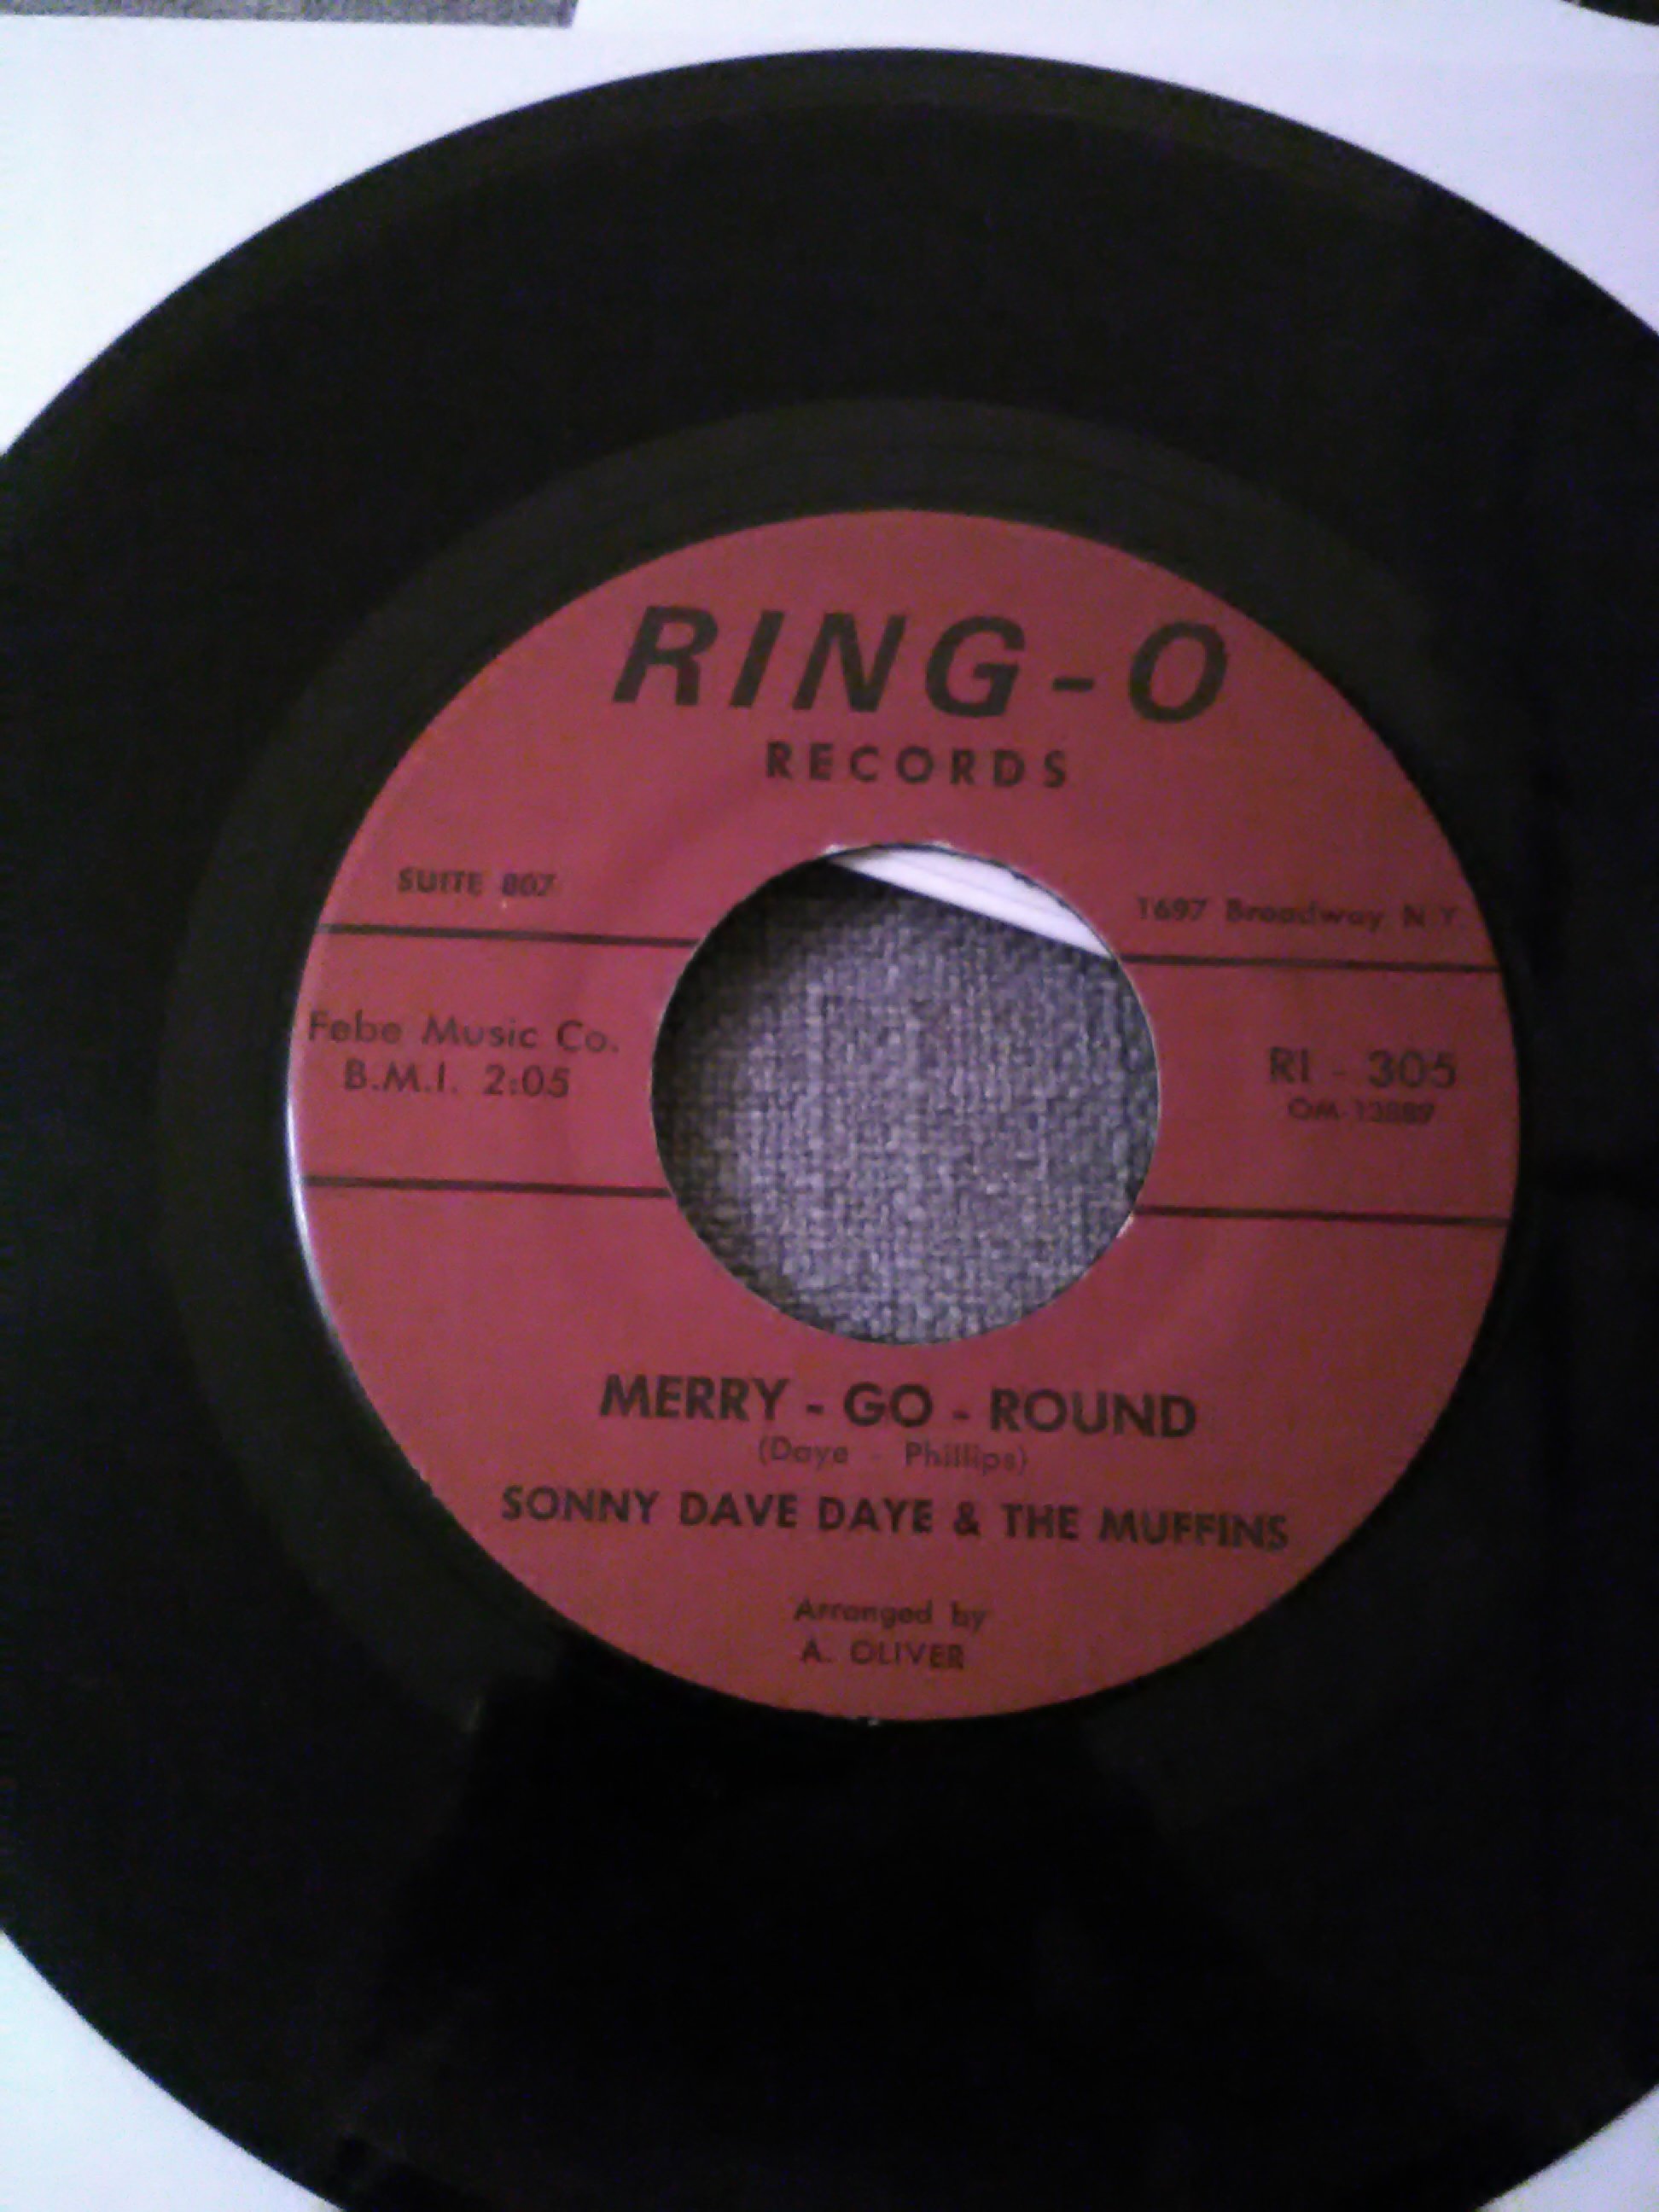 RING-O
RECORDS
SUITE 807
1697 Broadway N Y
Febe Music Co.
B.M.I. 2:05
RI - 305
MERRY - GO - ROUND
(Daye - Phillips)
SONNY DAVE DAYE & THE MUFFINS
Arranged by
A. OLIVER